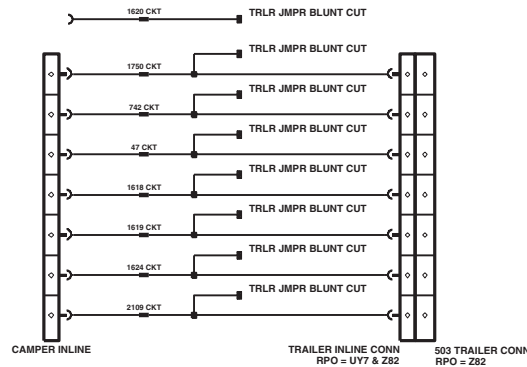 1620 CKT TRLR JMPR BLUNT CUT
TRLR JMPR BLUNT CUT
1750 CKT
TRLR JMPR BLUNT CUT
742 CKT
TRLR JMPR BLUNT CUT
47 CKT
TRLR JMPR BLUNT CUT
1618 CKT
TRLR JMPR BLUNT CUT
1619 CKT
TRLR JMPR BLUNT CUT
1624 CKT
TRLR JMPR BLUNT CUT
2109 CKT
CAMPER INLINE
TRAILER INLINE CONN
RPO = UY7 & Z82
503 TRAILER CONN
RPO = Z82